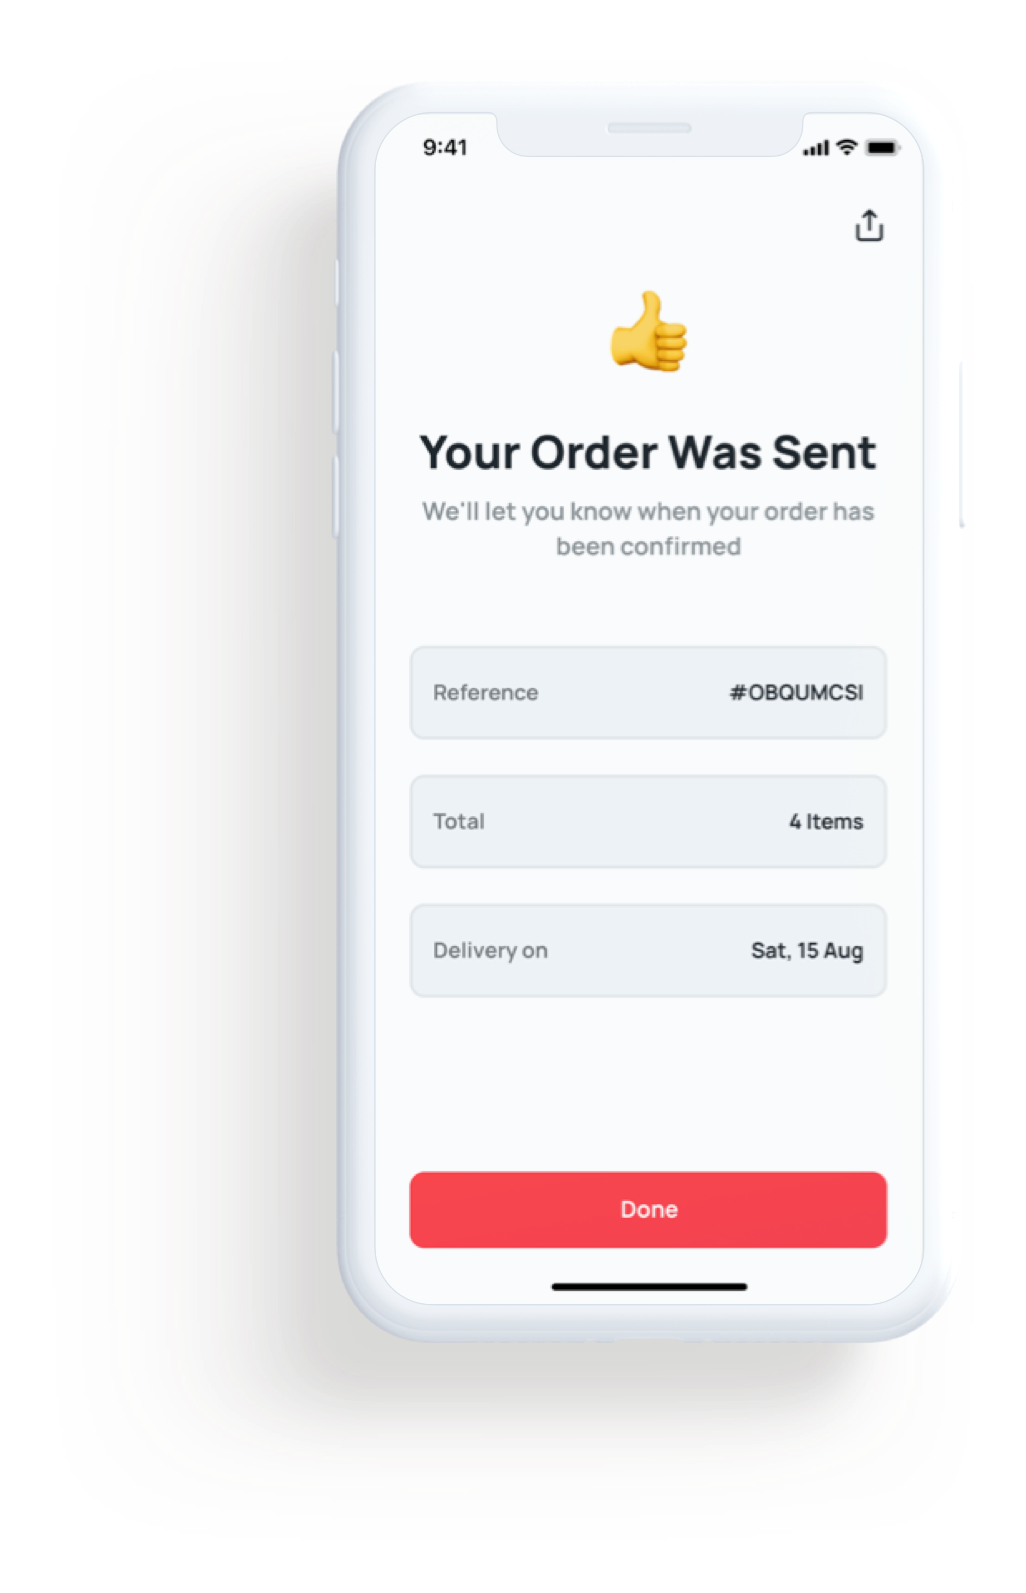 9:41
Your Order Was Sent
We'll let you know when your order has
been confirmed
Reference #OBQUMCSI
Total 4 Items
Delivery on Sat, 15 Aug
Done